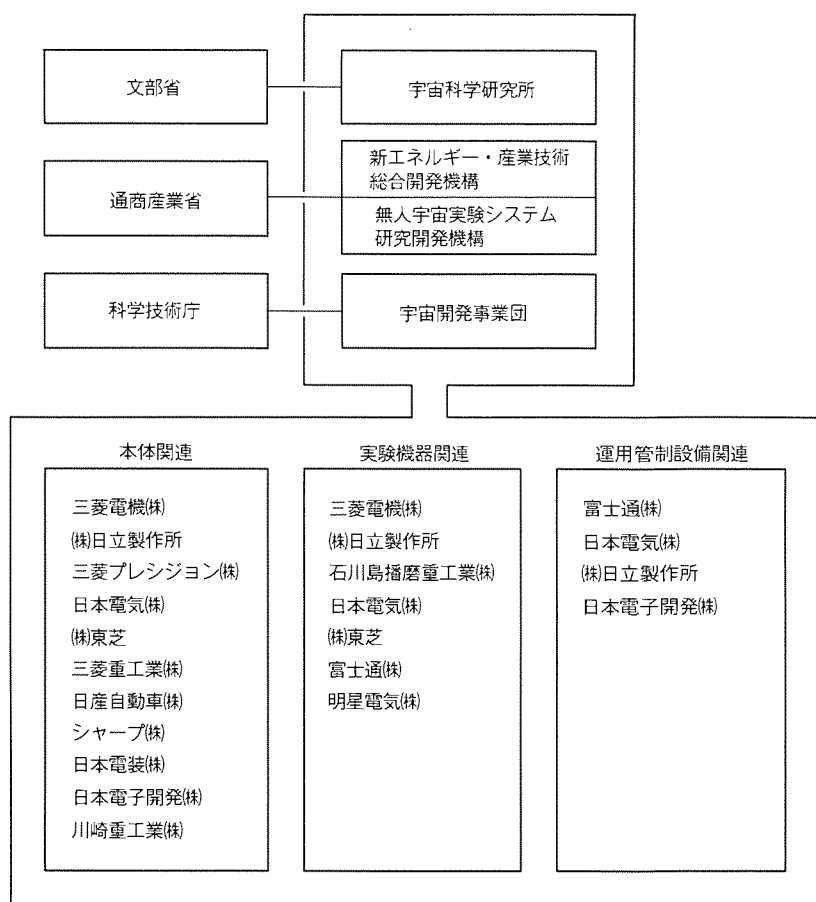 文部省
宇宙科学研究所
通商産業省
新エネルギー・産業技術
総合開発機構
無人宇宙実験システム
研究開発機構
科学技術庁
宇宙開発事業団
本体関連
三菱電機㈱
㈱日立製作所
三菱プレシジョン㈱
日本電気㈱
㈱東芝
三菱重工業㈱
日産自動車㈱
シャープ㈱
日本電装㈱
日本電子開発㈱
川崎重工業㈱
実験機器関連
三菱電機㈱
㈱日立製作所
石川島播磨重工業㈱
日本電気㈱
㈱東芝
富士通㈱
明星電気㈱
運用管制設備関連
富士通㈱
日本電気㈱
㈱日立製作所
日本電子開発㈱